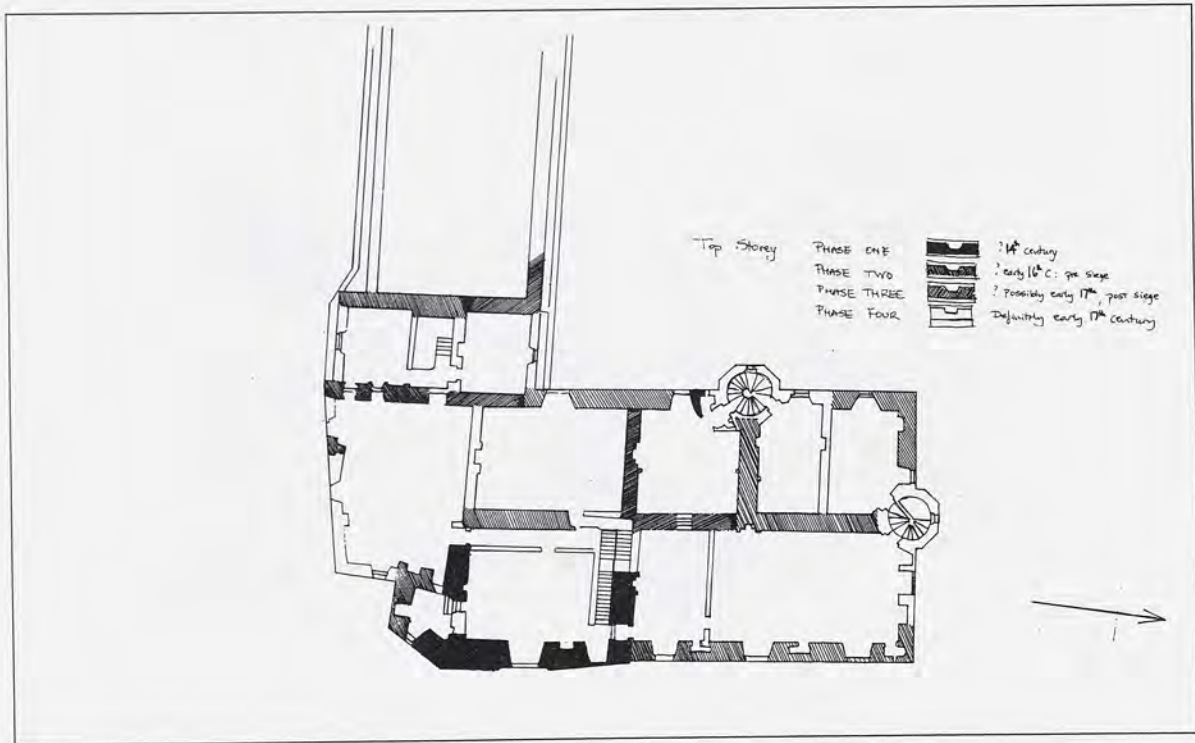 Top Storey PHASE ONE ? 14th century
PHASE TWO ? early 16th C: pre siege
PHASE THREE ? Possibly early 17th, post siege
PHASE FOUR Definitly early 17th century